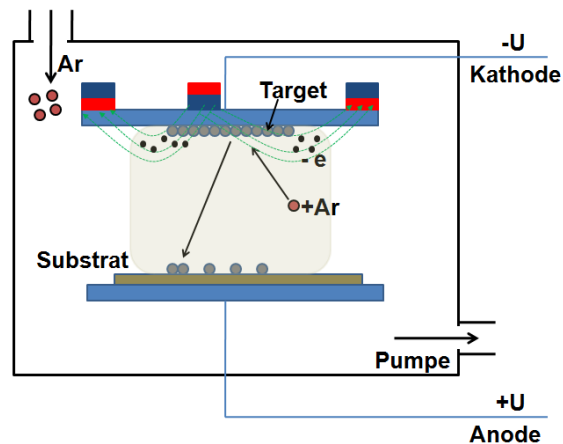 Ar
-U
Kathode
Target
- e
+Ar
Substrat
Pumpe
+U
Anode